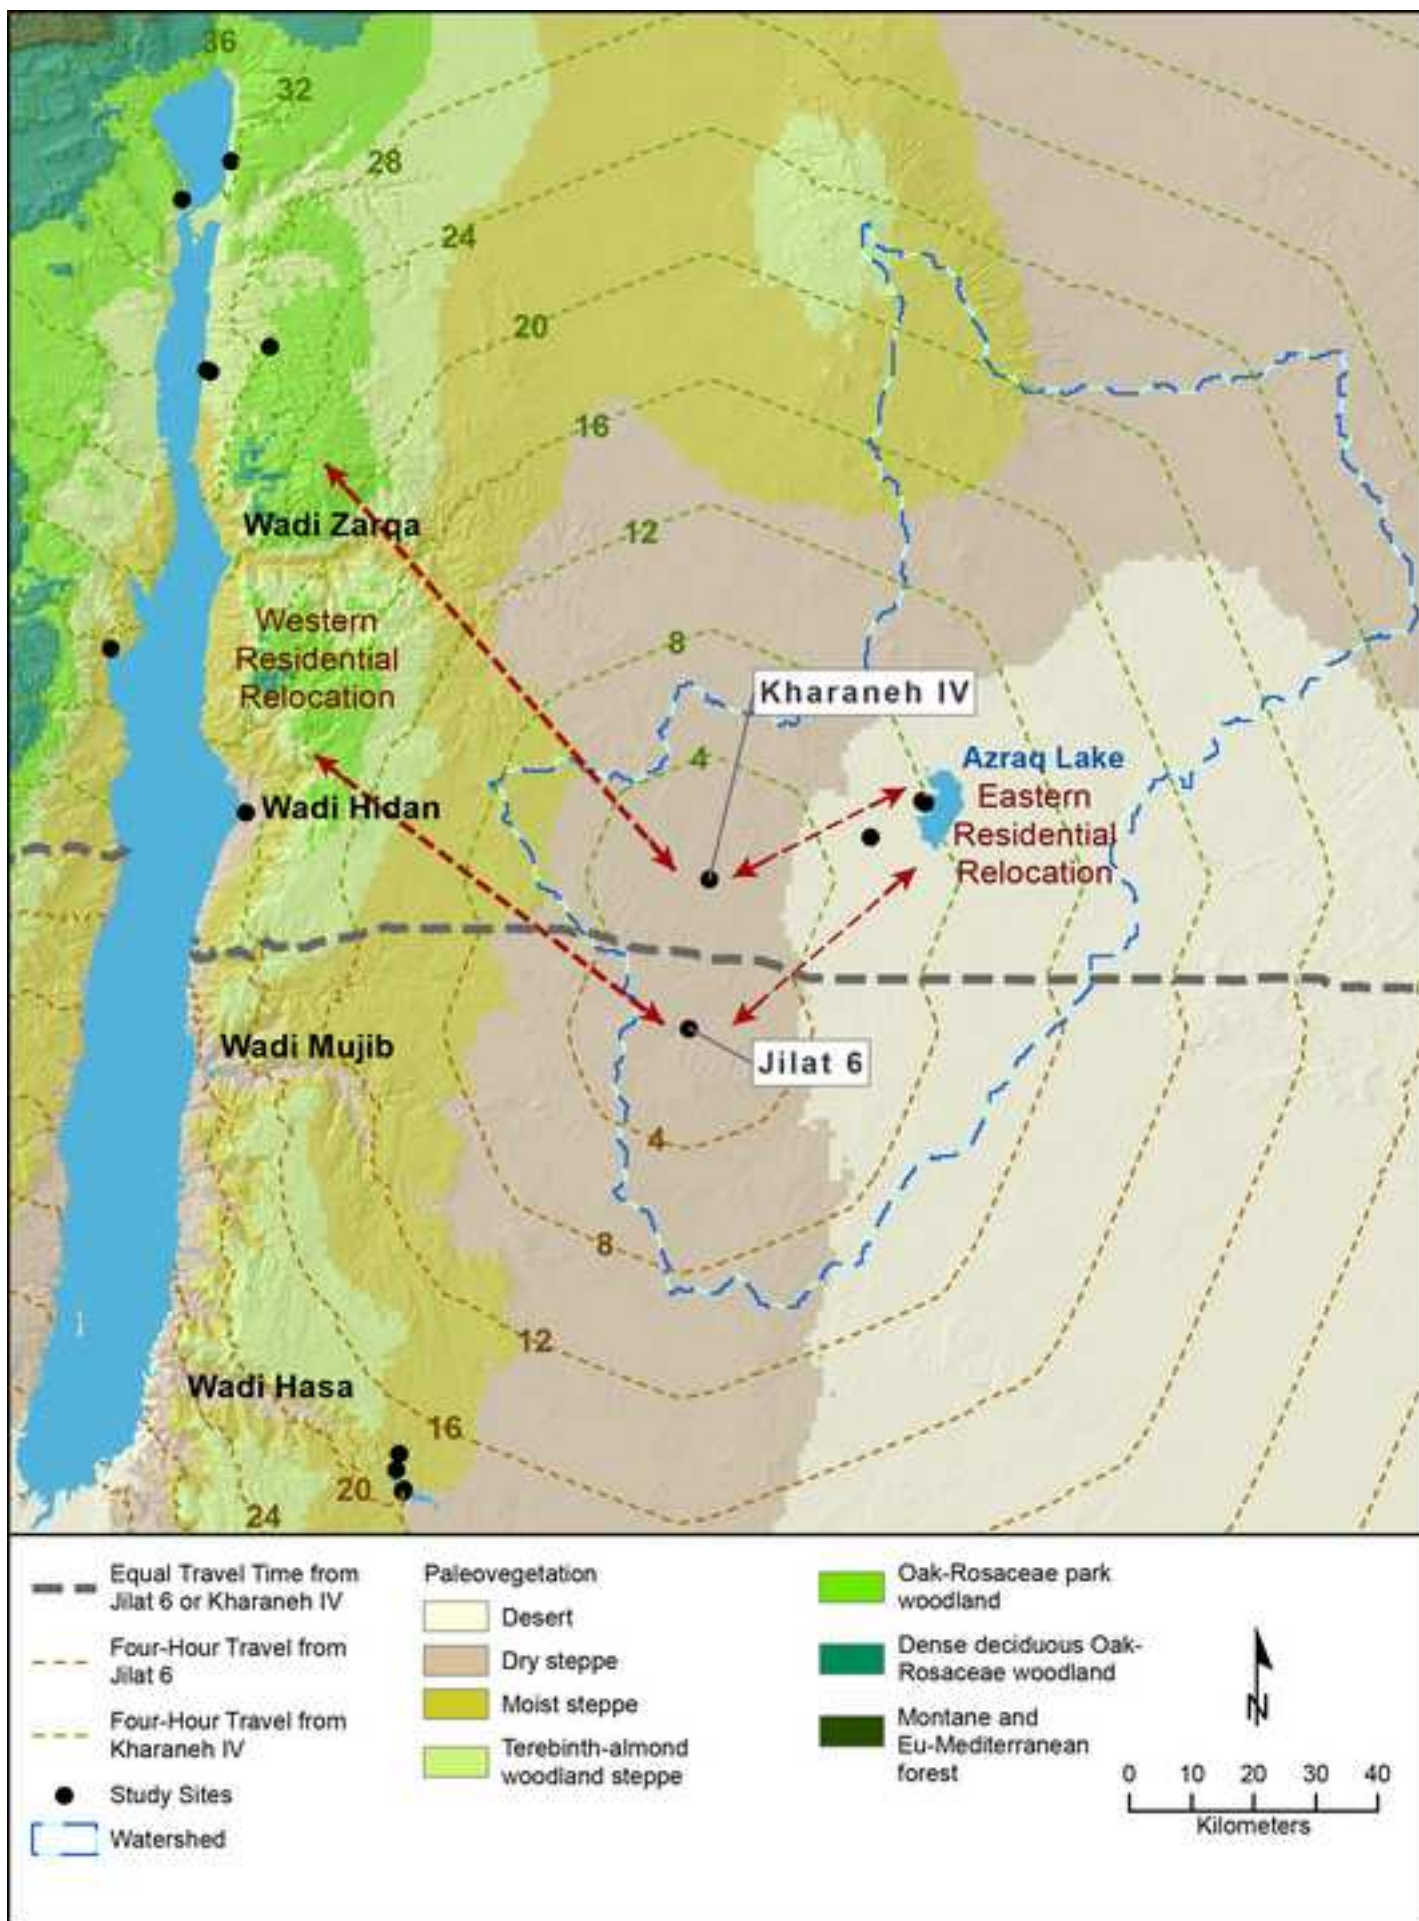 36
32
28
24
20
16
12
8
4
Wadi Zarqa
Western
Residential
Relocation
Kharaneh IV
Azraq Lake
Eastern
Residential
Relocation
Wadi Hidan
Wadi Mujib
Jilat 6
4
8
12
16
20
24
Wadi Hasa
Equal Travel Time from
Jilat 6 or Kharaneh IV
Four-Hour Travel from
Jilat 6
Four-Hour Travel from
Kharaneh IV
Study Sites
Watershed
Paleovegetation
Desert
Dry steppe
Moist steppe
Terebinth-almond
woodland steppe
Oak-Rosaceae park
woodland
Dense deciduous Oak-
Rosaceae woodland
Montane and
Eu-Mediterranean
forest
N
0 10 20 30 40
Kilometers